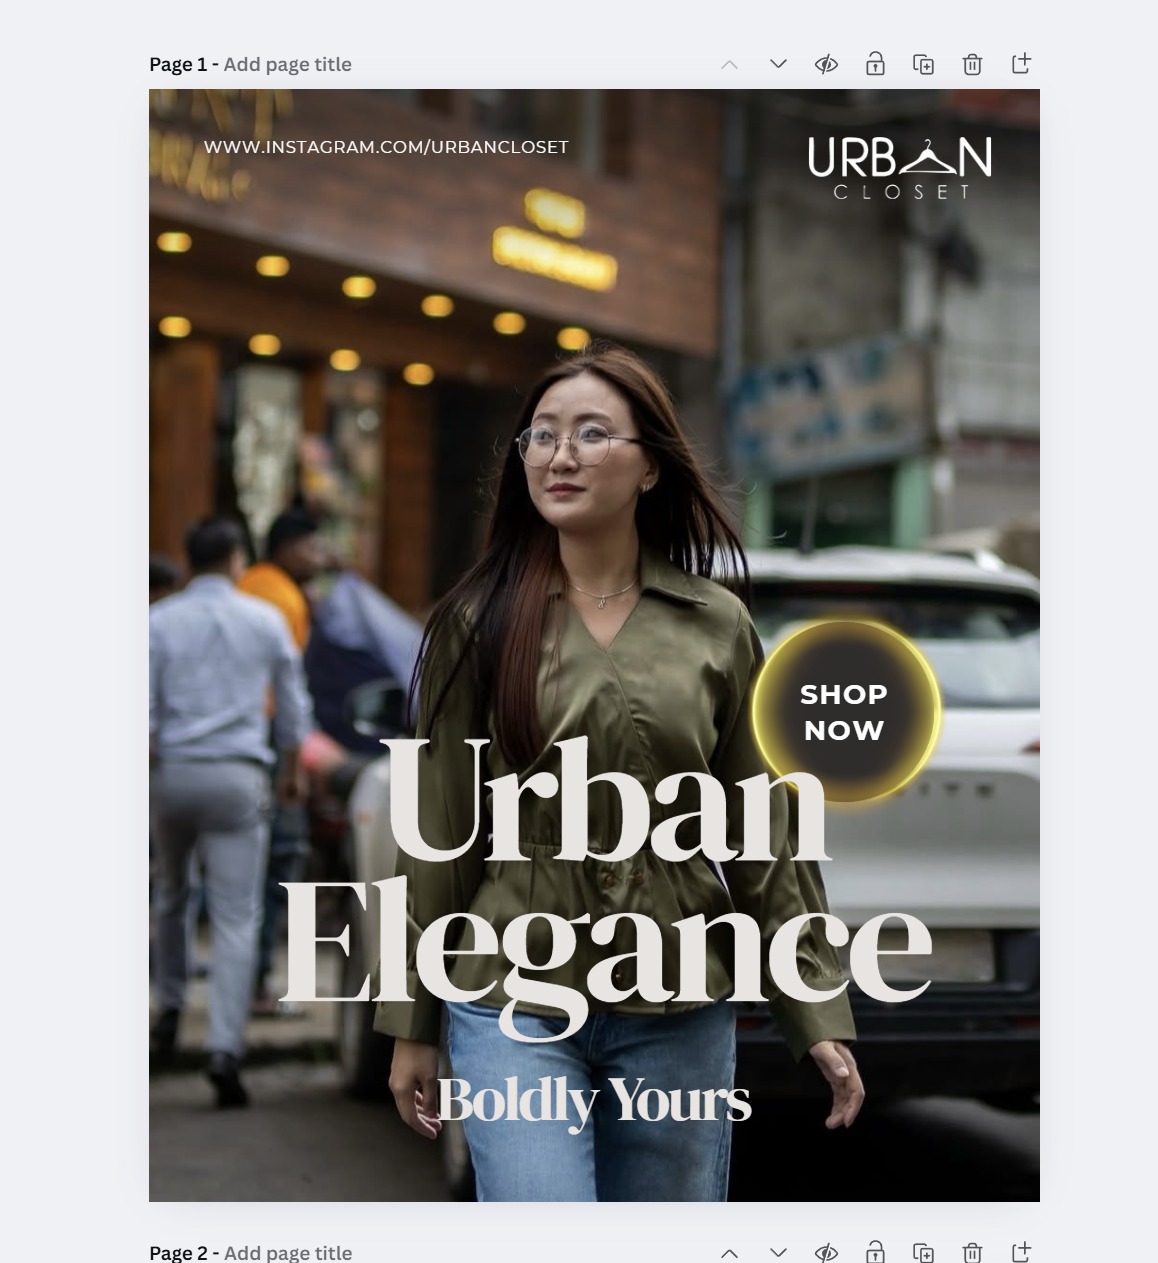 Page 1 - Add page title
WWW.INSTAGRAM.COM/URBANCLOSET
URBAN
CLOSET
SHOP
NOW
Urban
Elegance
Boldly Yours
Page 2 - Add page title